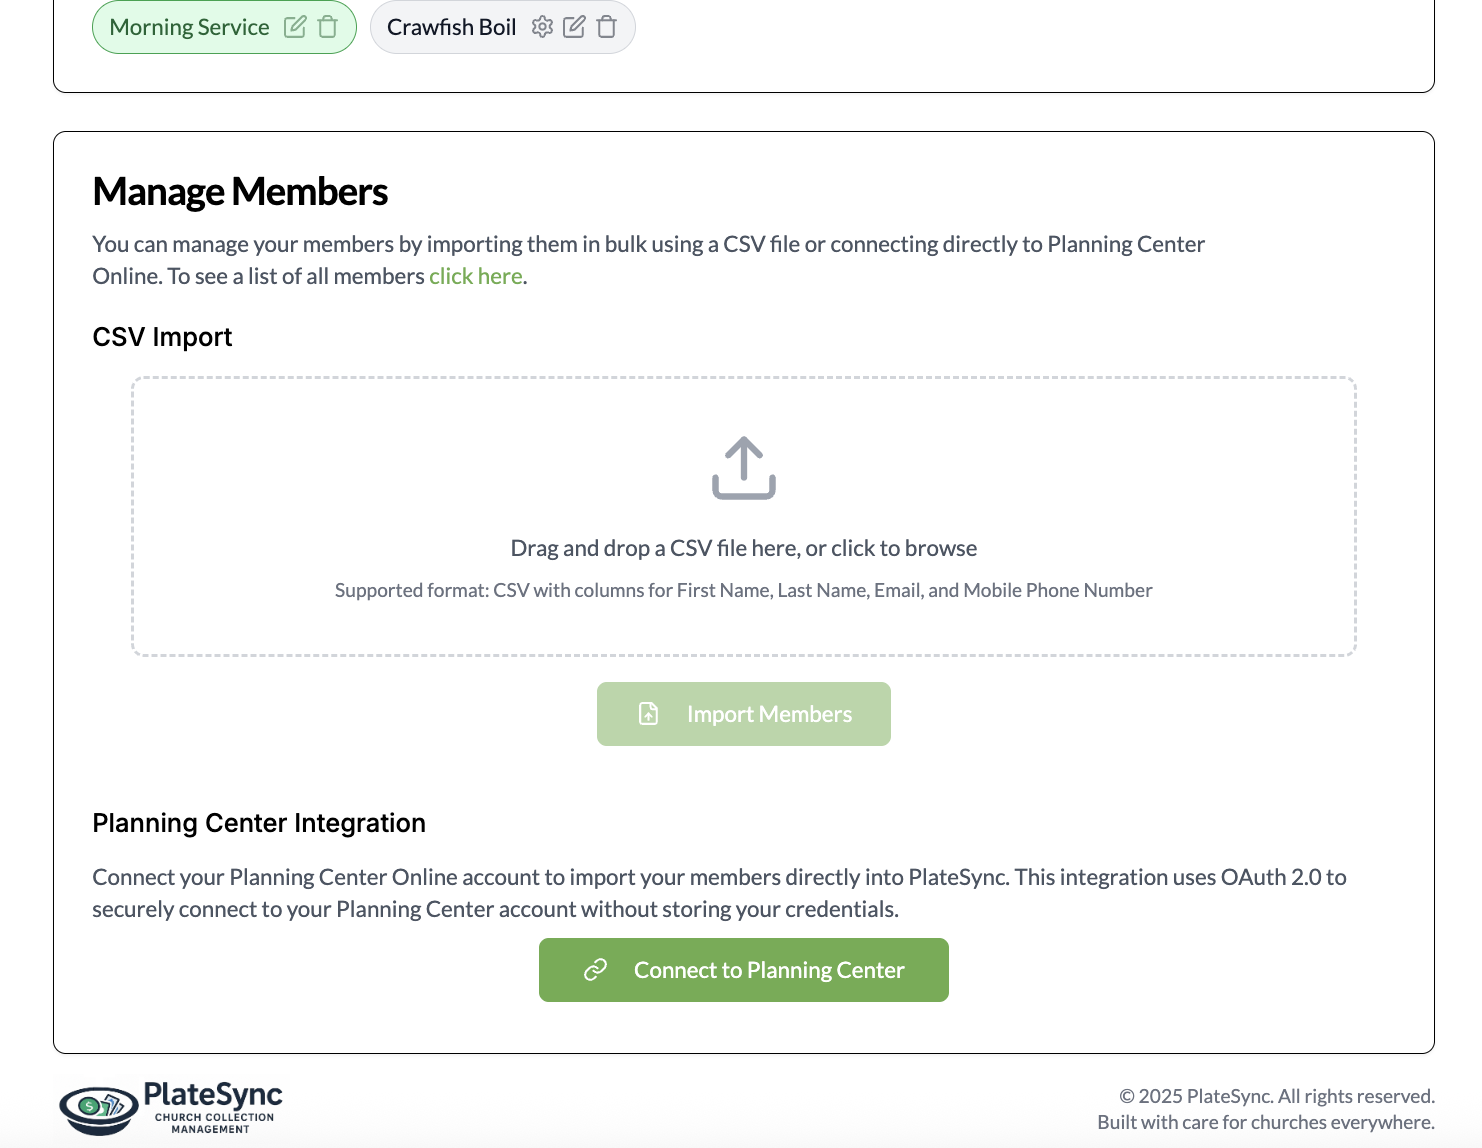 Morning Service
Crawfish Boil
Manage Members
You can manage your members by importing them in bulk using a CSV file or connecting directly to Planning Center
Online. To see a list of all members click here.
CSV Import
Drag and drop a CSV file here, or click to browse
Supported format: CSV with columns for First Name, Last Name, Email, and Mobile Phone Number
Import Members
Planning Center Integration
Connect your Planning Center Online account to import your members directly into PlateSync. This integration uses OAuth 2.0 to
securely connect to your Planning Center account without storing your credentials.
Connect to Planning Center
$
PlateSync
CHURCH COLLECTION
MANAGEMENT
© 2025 PlateSync. All rights reserved.
Built with care for churches everywhere.